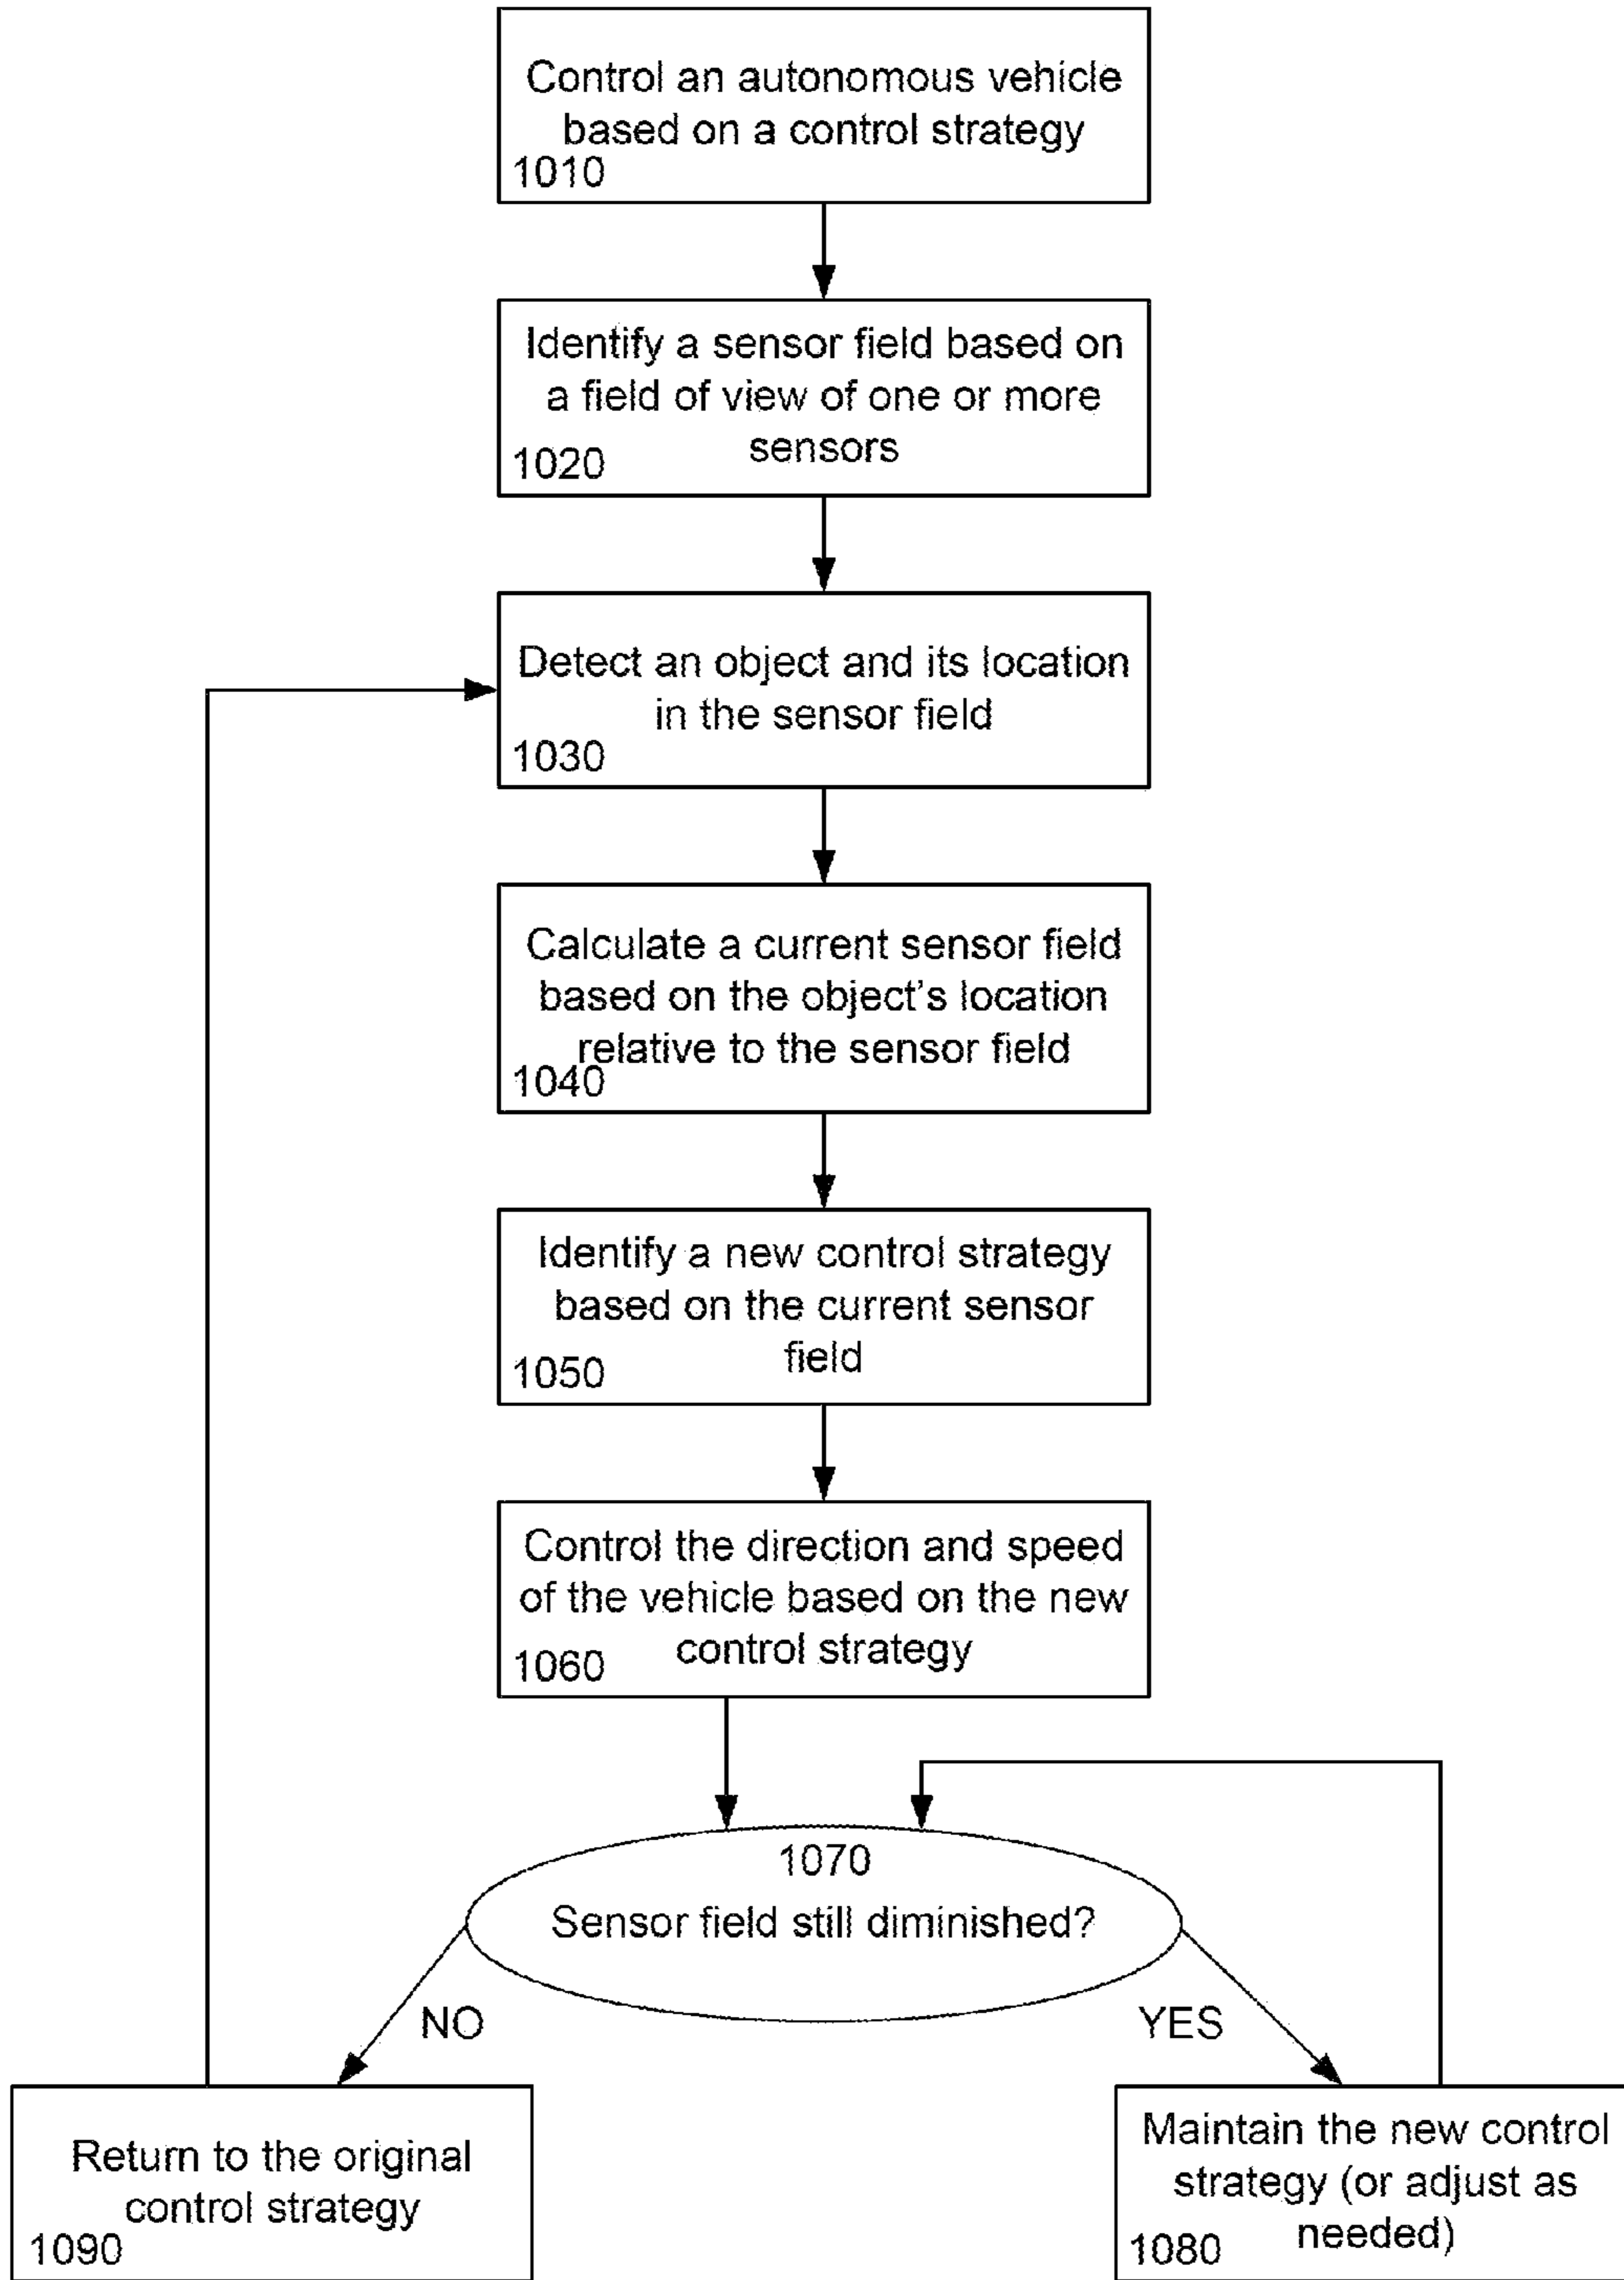 Control an autonomous vehicle
based on a control strategy
1010
Identify a sensor field based on
a field of view of one or more
sensors
1020
Detect an object and its location
in the sensor field
1030
Calculate a current sensor field
based on the object's location
relative to the sensor field
1040
Identify a new control strategy
based on the current sensor
field
1050
Control the direction and speed
of the vehicle based on the new
control strategy
1060
1070
Sensor field still diminished?
NO
YES
Return to the original
control strategy
1090
Maintain the new control
strategy (or adjust as
needed)
1080